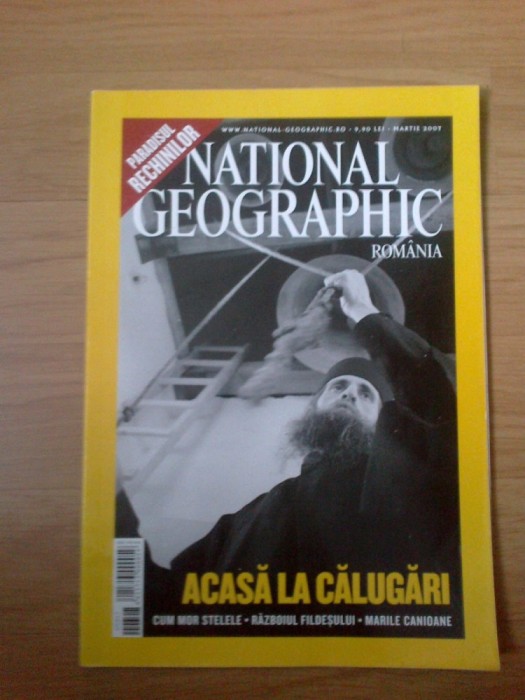 PARADISUL
RECHINILOR
WWW.NATIONAL-GEOGRAPHIC.RO • 9,90 LEI • MARTIE 2007
NATIONAL
GEOGRAPHIC
ROMÂNIA
ACASĂ LA CĂLUGĂRI
CUM MOR STELELE • RĂZBOIUL FILDEȘULUI • MARILE CANIOANE